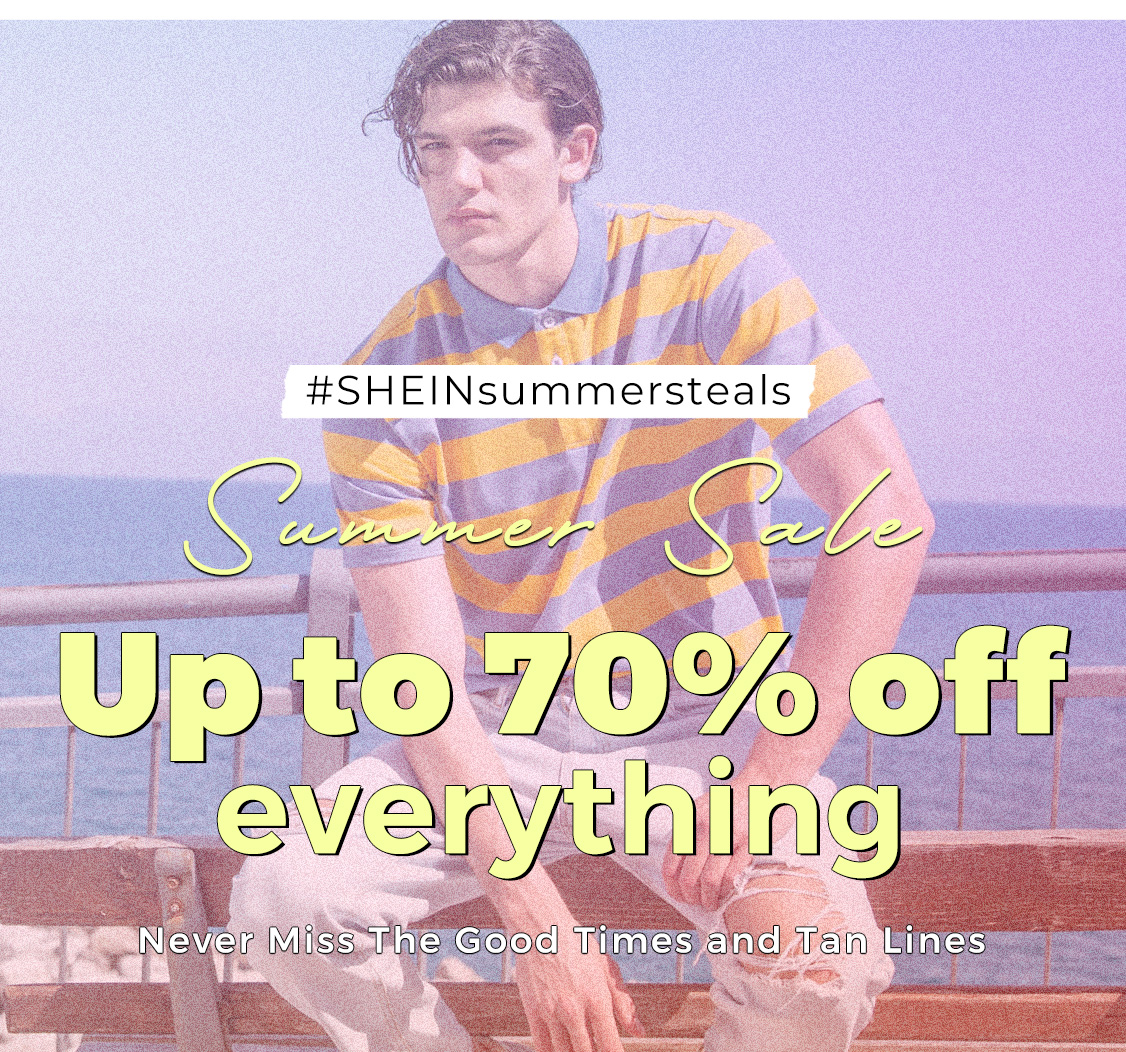 #SHEINsummersteals
Summer Sale
Up to 70% off
everything
Never Miss The Good Times and Tan Lines